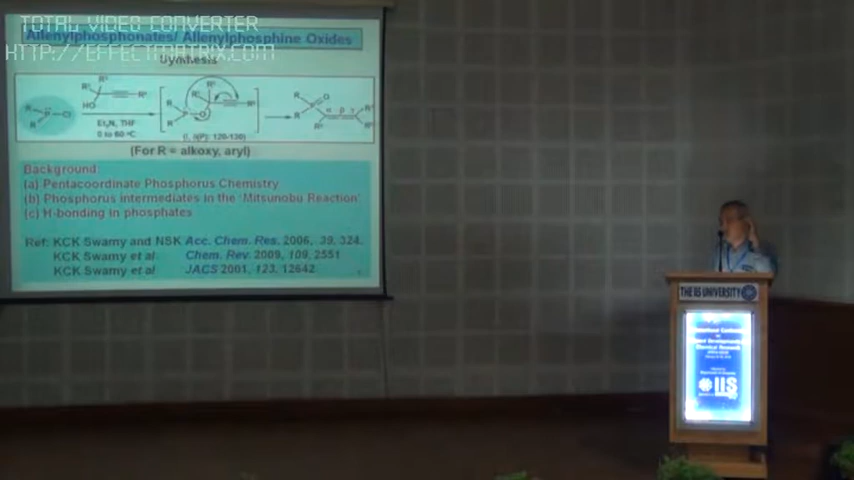 TOTAL VIDEO CONVERTER
HTTP://EFFECTMATRIX.COM
Allenylphosphonates/ Allenylphosphine Oxides
Synthesis
Et₃N, THF
0 to 60 °C
(I, δ(P): 120-130)
(For R = alkoxy, aryl)
Background:
(a) Pentacoordinate Phosphorus Chemistry
(b) Phosphorus intermediates in the 'Mitsunobu Reaction'
(c) H-bonding in phosphates
Ref: KCK Swamy and NSK Acc. Chem. Res. 2006, 39, 324.
KCK Swamy et al Chem. Rev. 2009, 109, 2551
KCK Swamy et al JACS 2001, 123, 12642
THE IIS UNIVERSITY
IIS